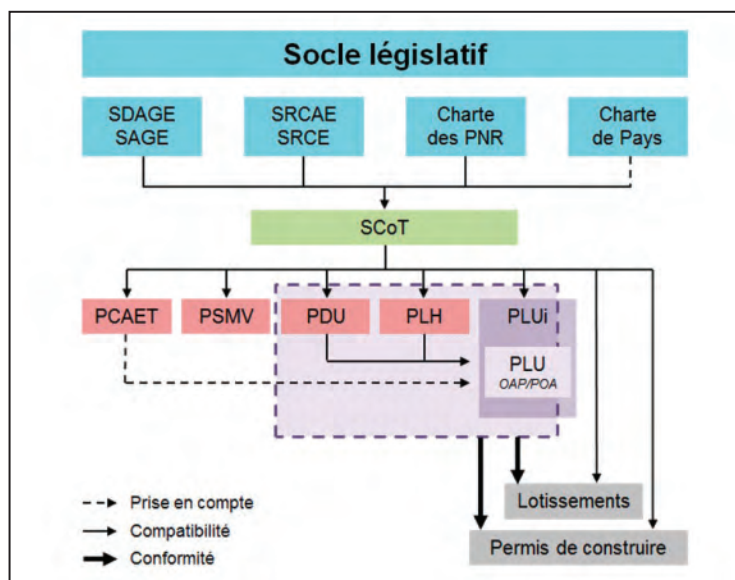 Socle législatif
SDAGE
SAGE
SRCAE
SRCE
Charte
des PNR
Charte
de Pays
SCoT
PCAET
PSMV
PDU
PLH
PLUi
PLU
OAP/POA
Lotissements
Permis de construire
Prise en compte
Compatibilité
Conformité